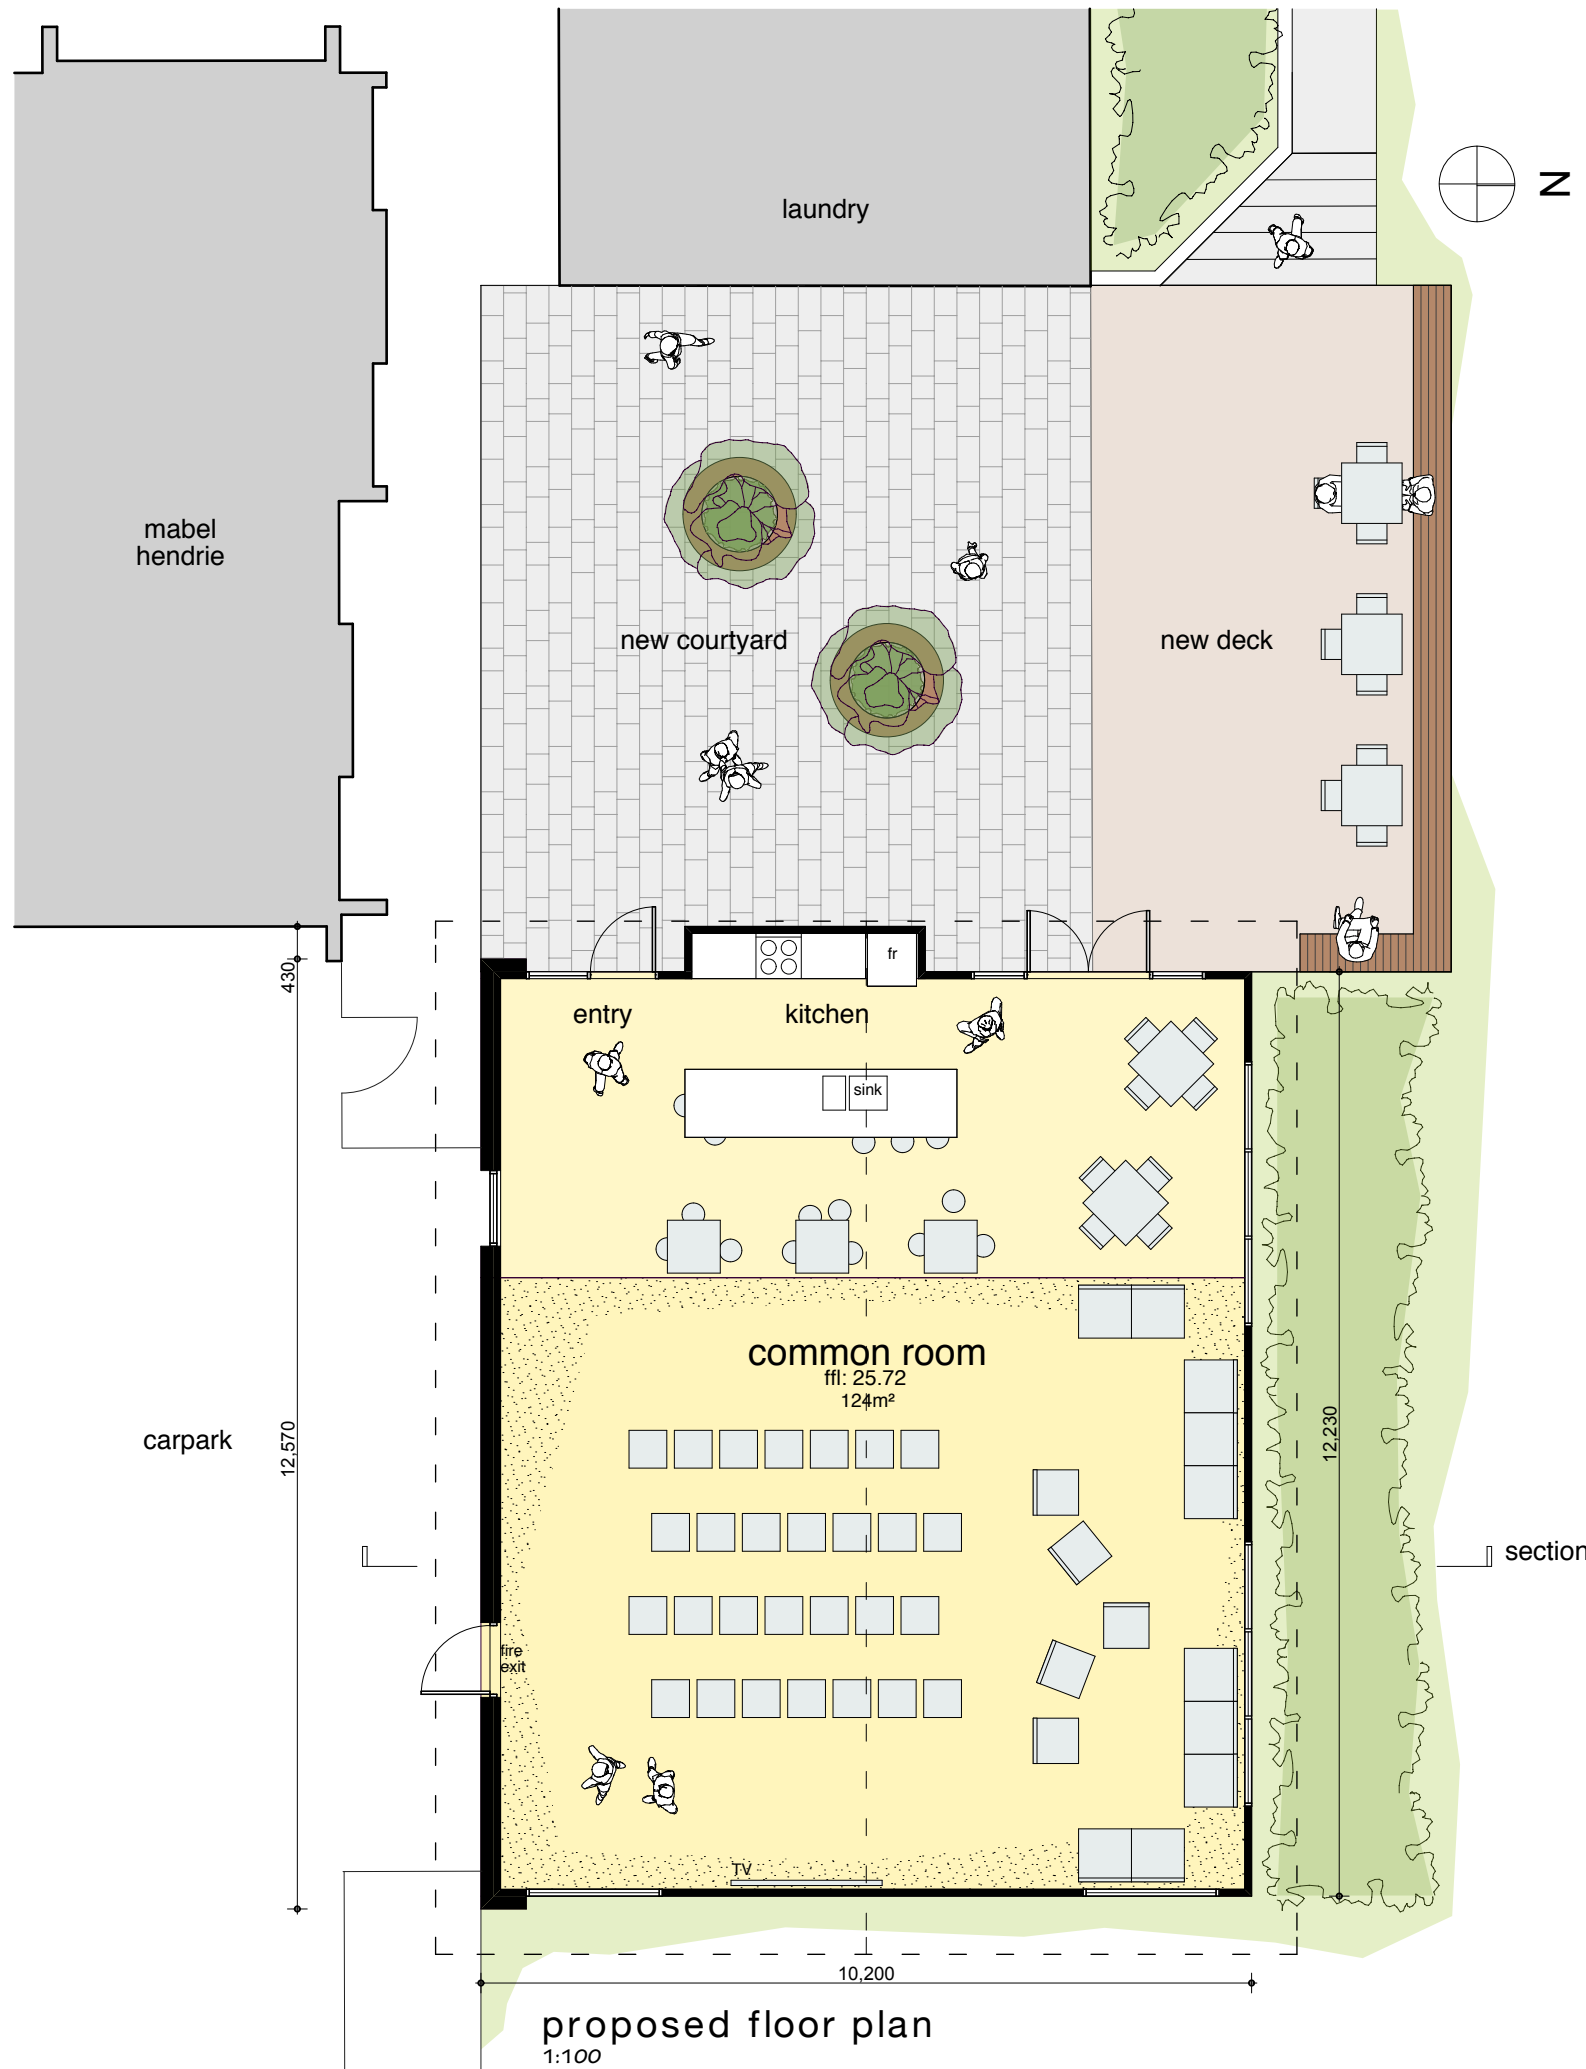 laundry
N
mabel
hendrie
new courtyard
new deck
fr
430
entry
kitchen
sink
common room
ffl: 25.72
124m²
carpark
12,570
12,230
section
fire
exit
TV
10,200
proposed floor plan
1:100